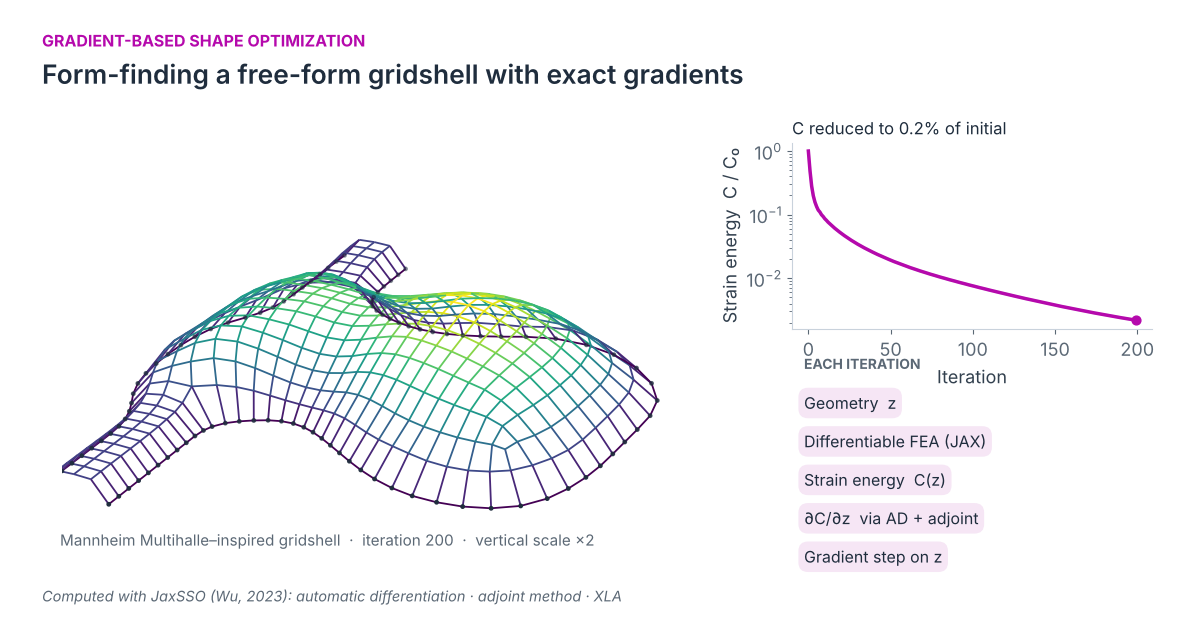 GRADIENT-BASED SHAPE OPTIMIZATION
Form-finding a free-form gridshell with exact gradients
C reduced to 0.2% of initial
Strain energy C / C₀
10⁰
10⁻¹
10⁻²
0 50 100 150 200
Iteration
EACH ITERATION
Geometry z
Differentiable FEA (JAX)
Strain energy C(z)
∂C/∂z via AD + adjoint
Gradient step on z
Mannheim Multihalle–inspired gridshell · iteration 200 · vertical scale ×2
Computed with JaxSSO (Wu, 2023): automatic differentiation · adjoint method · XLA